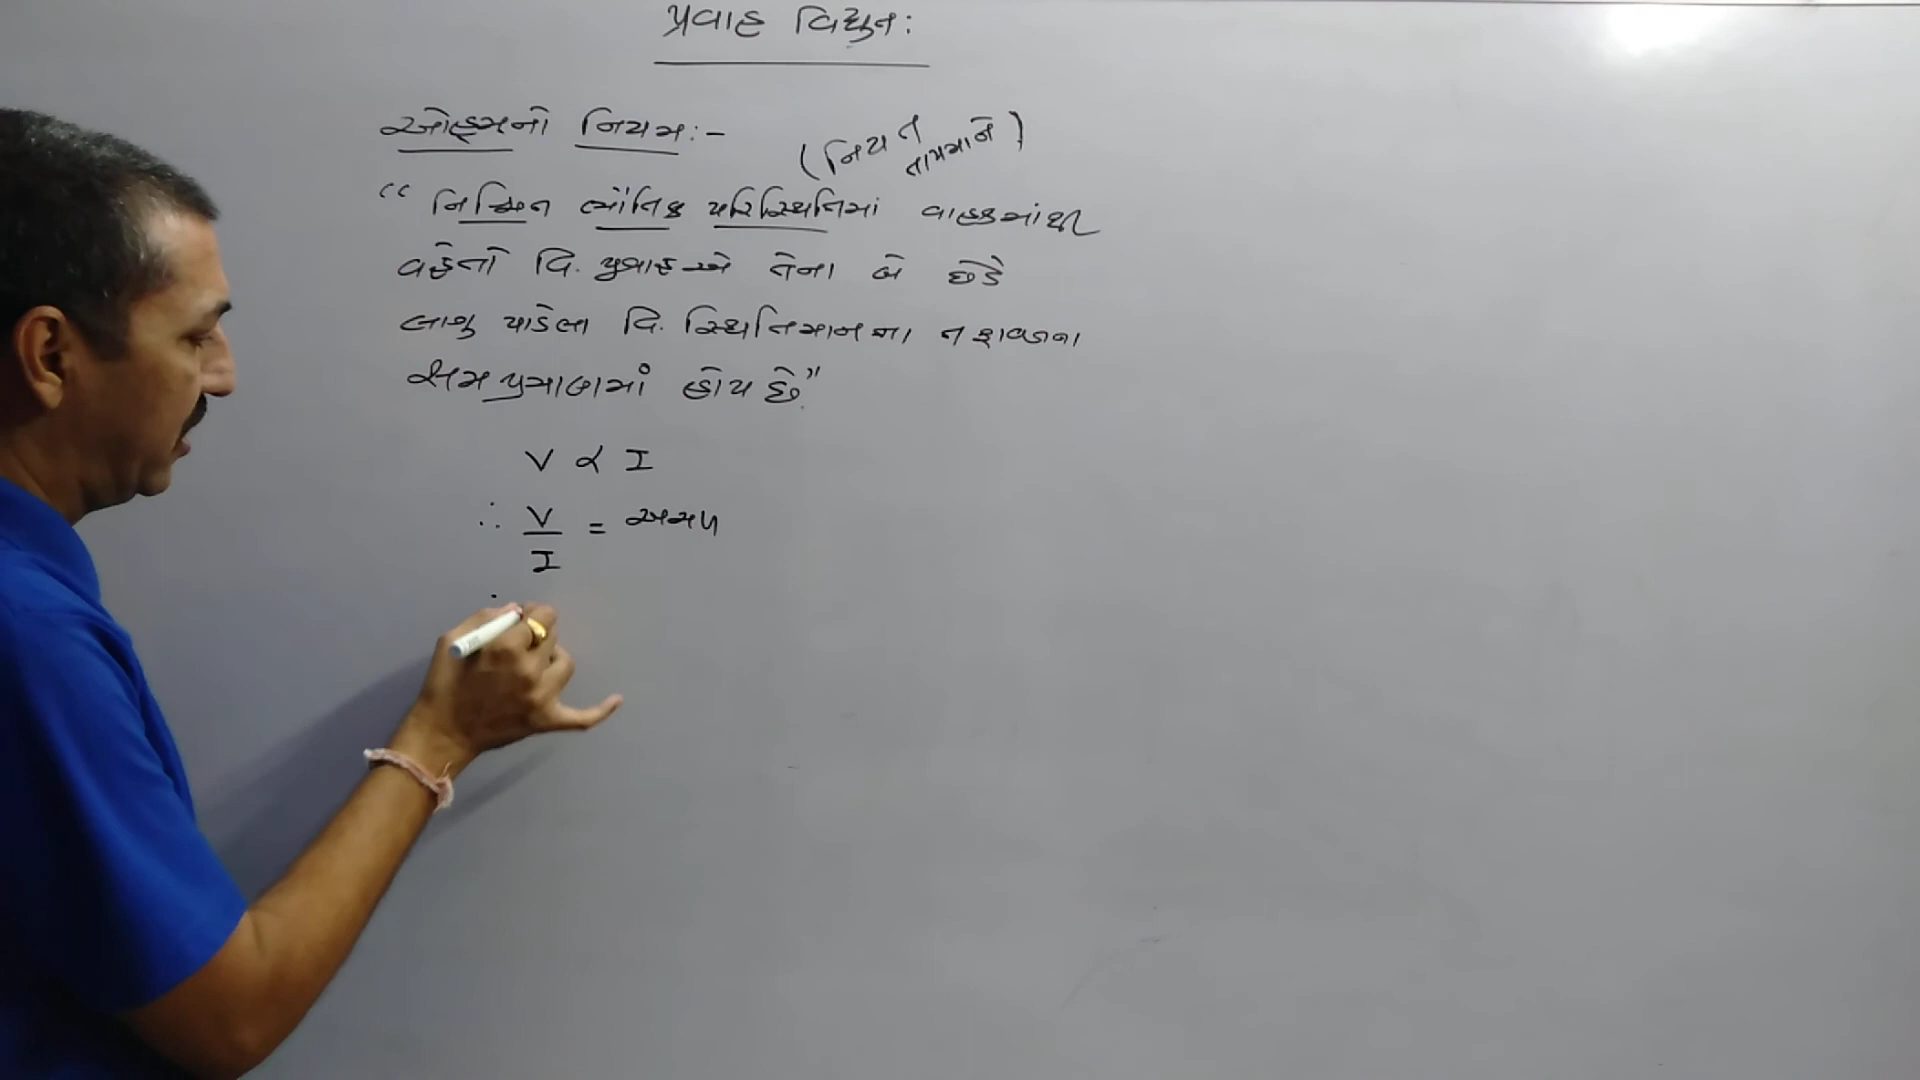 પ્રવાહ વિદ્યુત :
ઓહ્મનો નિયમ :-
(નિયત તાપમાને)
“ નિશ્ચિત ભૌતિક પરિસ્થિતિમાં વાહકમાંથી
વહેતો વિ. પ્રવાહ એ તેના બે છેડે
લાગુ પાડેલા વિ. સ્થિતિમાનના તફાવતના
સમપ્રમાણમાં હોય છે.”
V ∝ I
∴ V/I = અચળ